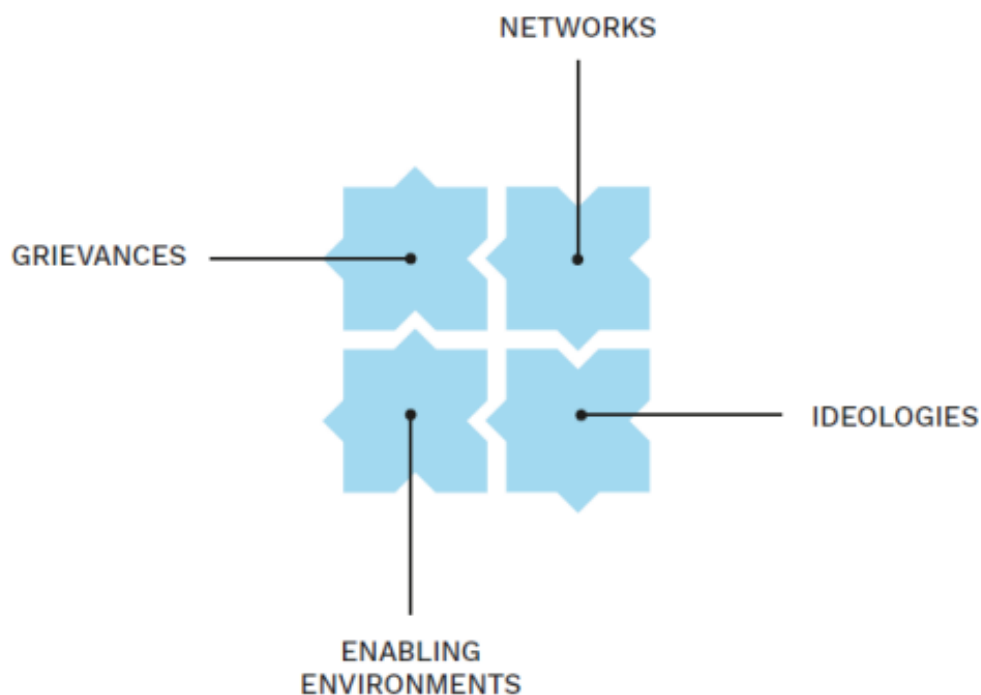 NETWORKS
GRIEVANCES
IDEOLOGIES
ENABLING
ENVIRONMENTS